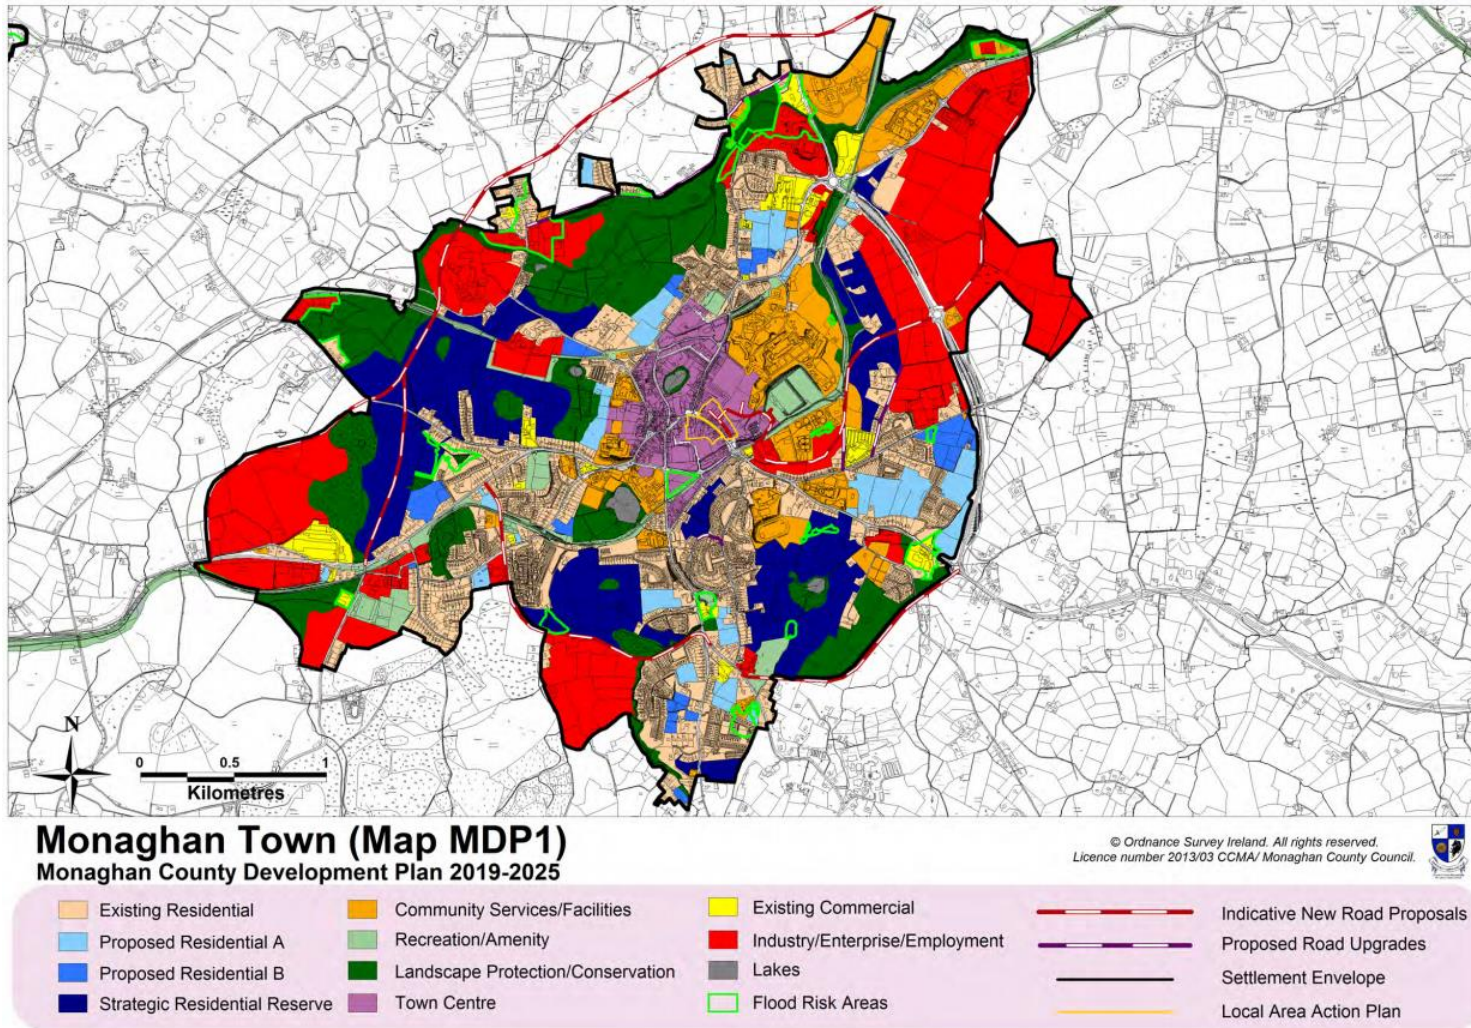 N
0 0.5 1
Kilometres
Monaghan Town (Map MDP1)
Monaghan County Development Plan 2019-2025
© Ordnance Survey Ireland. All rights reserved.
Licence number 2013/03 CCMA/ Monaghan County Council.
Existing Residential
Proposed Residential A
Proposed Residential B
Strategic Residential Reserve
Community Services/Facilities
Recreation/Amenity
Landscape Protection/Conservation
Town Centre
Existing Commercial
Industry/Enterprise/Employment
Lakes
Flood Risk Areas
Indicative New Road Proposals
Proposed Road Upgrades
Settlement Envelope
Local Area Action Plan